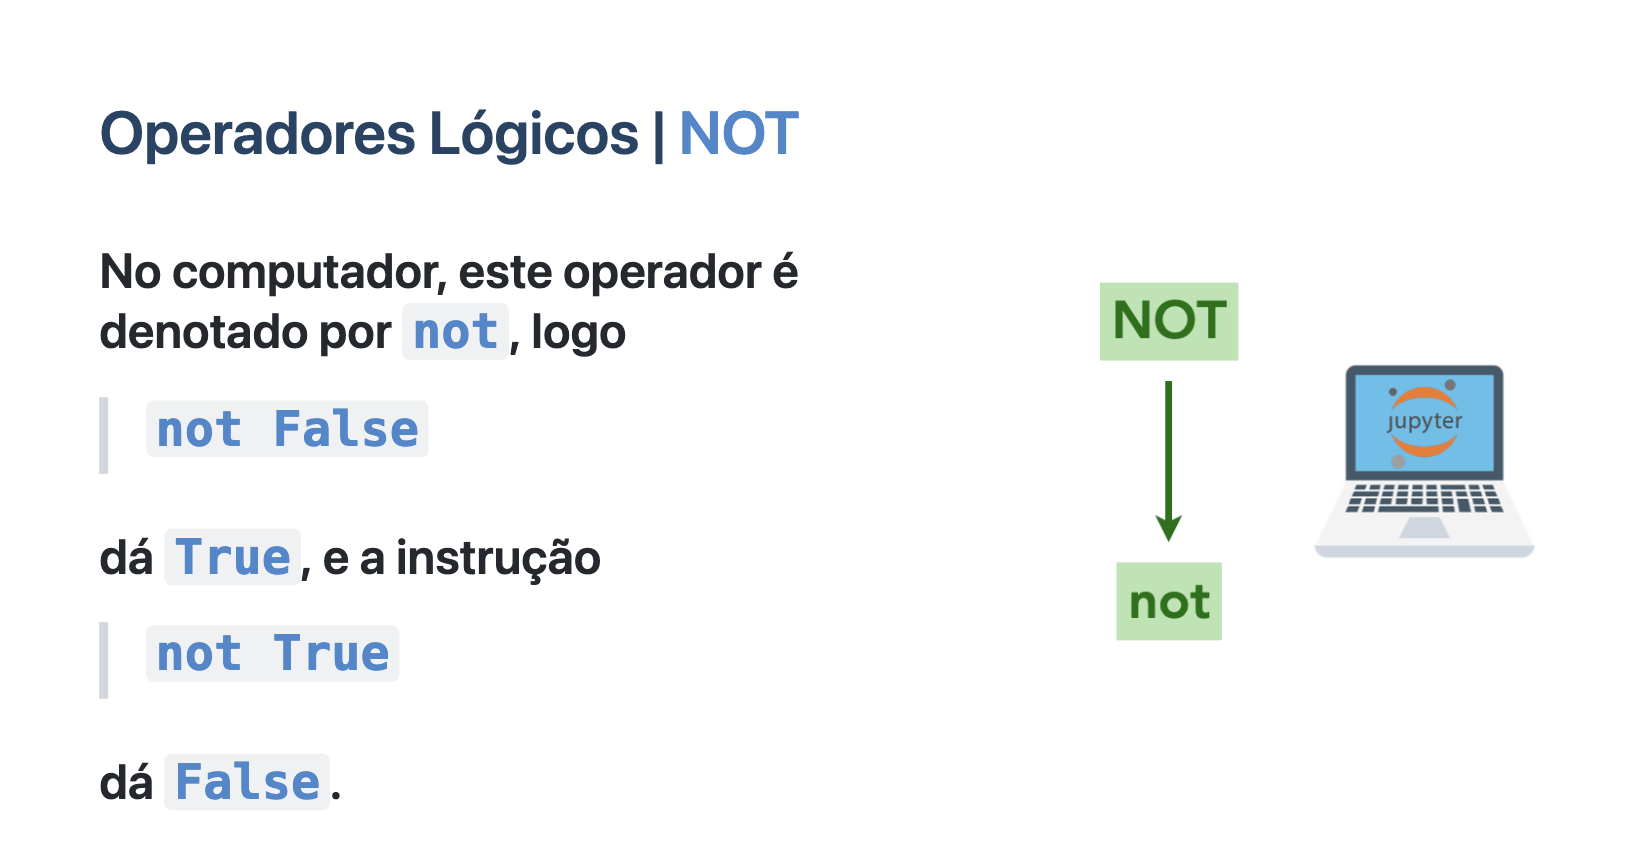 Operadores Lógicos | NOT
No computador, este operador é
denotado por not, logo
not False
dá True, e a instrução
not True
dá False.
NOT
jupyter
not